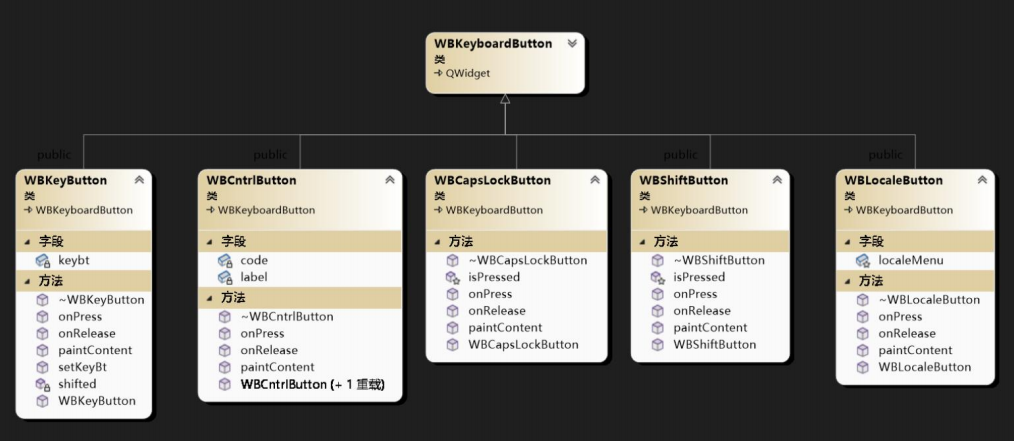 WBKeyboardButton
类
QWidget
public
public
public
public
WBKeyButton
类
WBKeyboardButton
字段
keybt
方法
~WBKeyButton
onPress
onRelease
paintContent
setKeyBt
shifted
WBKeyButton
WBCntrlButton
类
WBKeyboardButton
字段
code
label
方法
~WBCntrlButton
onPress
onRelease
paintContent
WBCntrlButton (+ 1 重载)
WBCapsLockButton
类
WBKeyboardButton
方法
~WBCapsLockButton
isPressed
onPress
onRelease
paintContent
WBCapsLockButton
WBShiftButton
类
WBKeyboardButton
方法
~WBShiftButton
isPressed
onPress
onRelease
paintContent
WBShiftButton
WBLocaleButton
类
WBKeyboardButton
字段
localeMenu
方法
~WBLocaleButton
onPress
onRelease
paintContent
WBLocaleButton